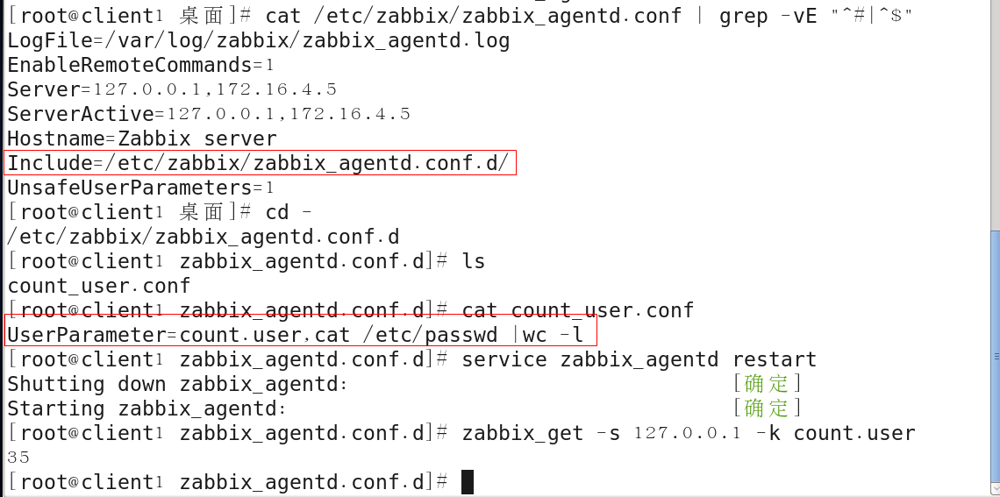 [root@client1 桌面]# cat /etc/zabbix/zabbix_agentd.conf | grep -vE "^#|^$"
LogFile=/var/log/zabbix/zabbix_agentd.log
EnableRemoteCommands=1
Server=127.0.0.1,172.16.4.5
ServerActive=127.0.0.1,172.16.4.5
Hostname=Zabbix server
Include=/etc/zabbix/zabbix_agentd.conf.d/
UnsafeUserParameters=1
[root@client1 桌面]# cd -
/etc/zabbix/zabbix_agentd.conf.d
[root@client1 zabbix_agentd.conf.d]# ls
count_user.conf
[root@client1 zabbix_agentd.conf.d]# cat count_user.conf
UserParameter=count.user,cat /etc/passwd |wc -l
[root@client1 zabbix_agentd.conf.d]# service zabbix_agentd restart
Shutting down zabbix_agentd: [确定]
Starting zabbix_agentd: [确定]
[root@client1 zabbix_agentd.conf.d]# zabbix_get -s 127.0.0.1 -k count.user
35
[root@client1 zabbix_agentd.conf.d]#